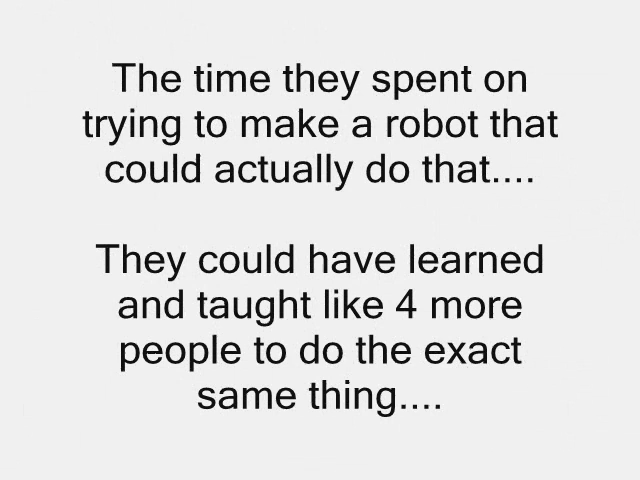 The time they spent on
trying to make a robot that
could actually do that....
They could have learned
and taught like 4 more
people to do the exact
same thing....